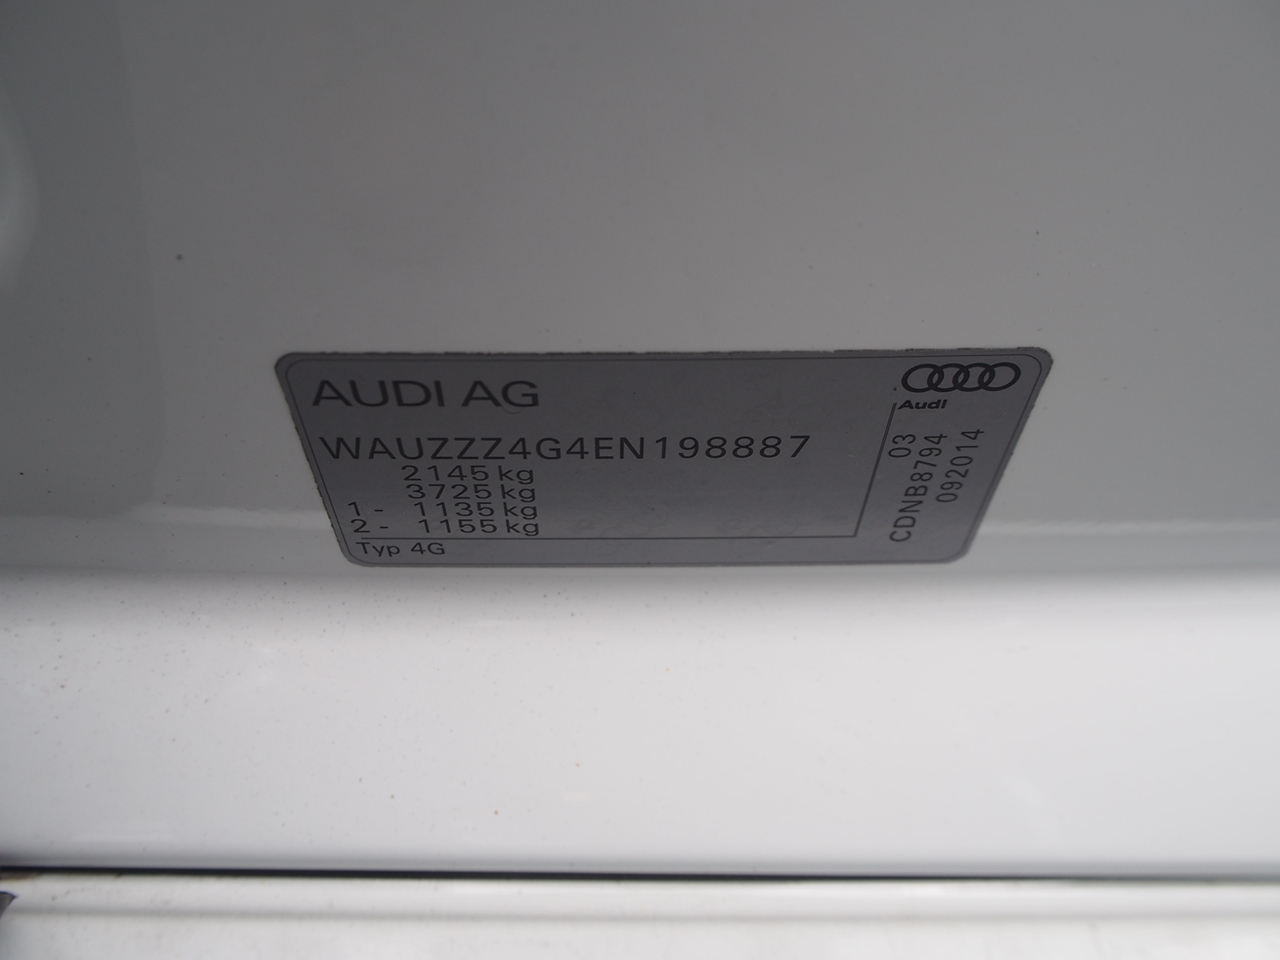 AUDI AG
WAUZZZ4G4EN198887
2145 kg
3725 kg
1 - 1135 kg
2 - 1155 kg
Typ 4G
Audi
03
CDNB8794
092014